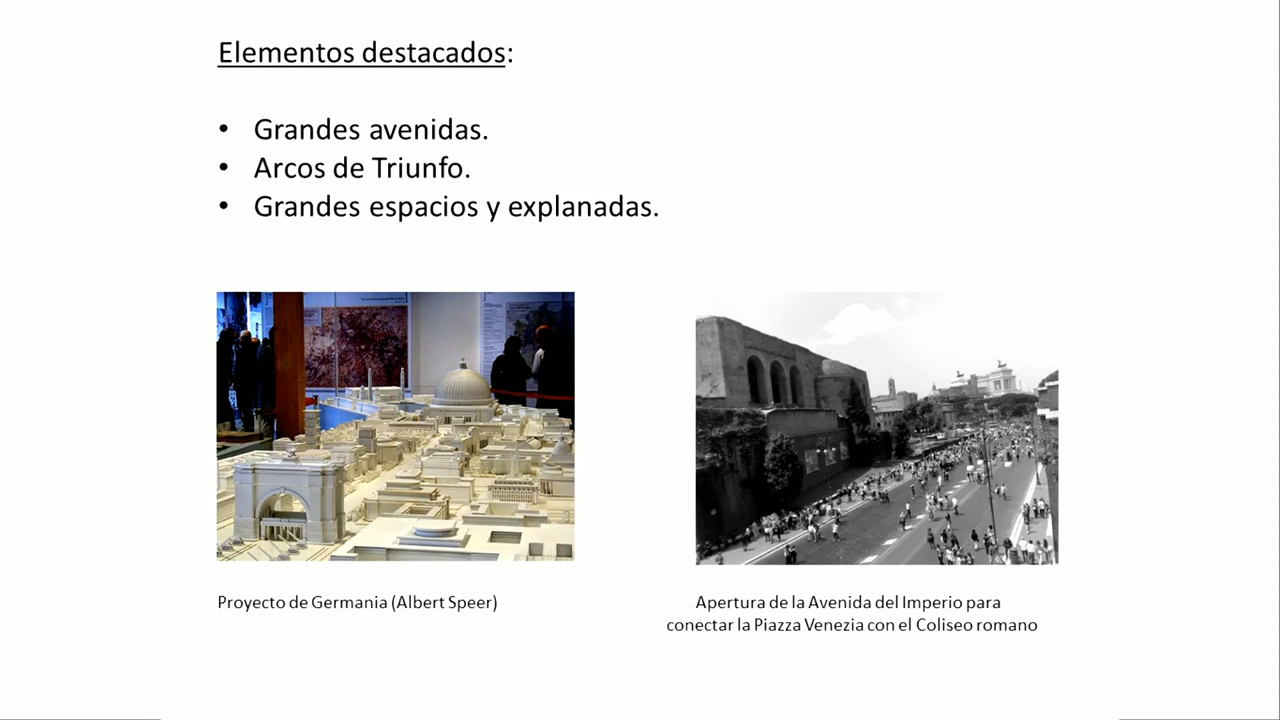 Elementos destacados:
• Grandes avenidas.
• Arcos de Triunfo.
• Grandes espacios y explanadas.
Proyecto de Germania (Albert Speer)
Apertura de la Avenida del Imperio para
conectar la Piazza Venezia con el Coliseo romano